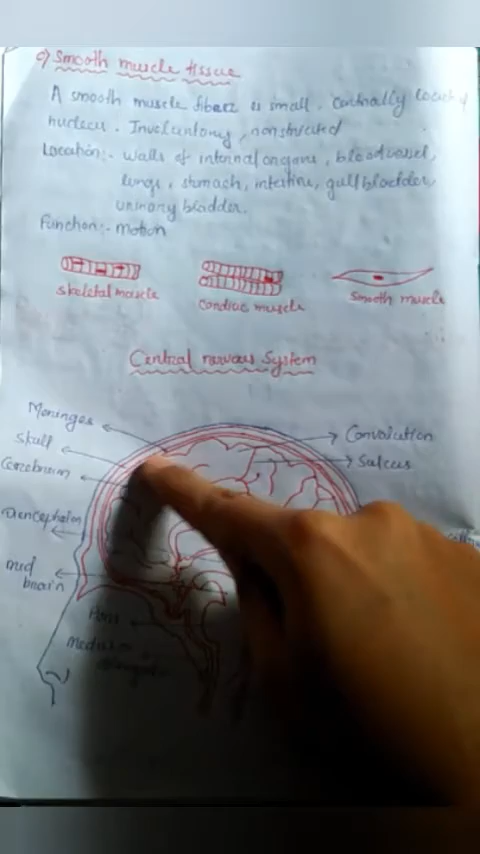 c) Smooth muscle tissue
A smooth muscle fiber is small. Centrally located
nucleus. Involuntary, nonstriated
Location:- walls of internal organs, blood vessel,
lungs, stomach, intestine, gull bladder,
urinary bladder.
Function:- motion
Skeletal muscle
Cardiac muscle
Smooth muscle
Central nervous System
Meninges
Skull
Cerebrum
Diencephalon
mid
brain
Pons
Medulla
Convolution
Sulcus